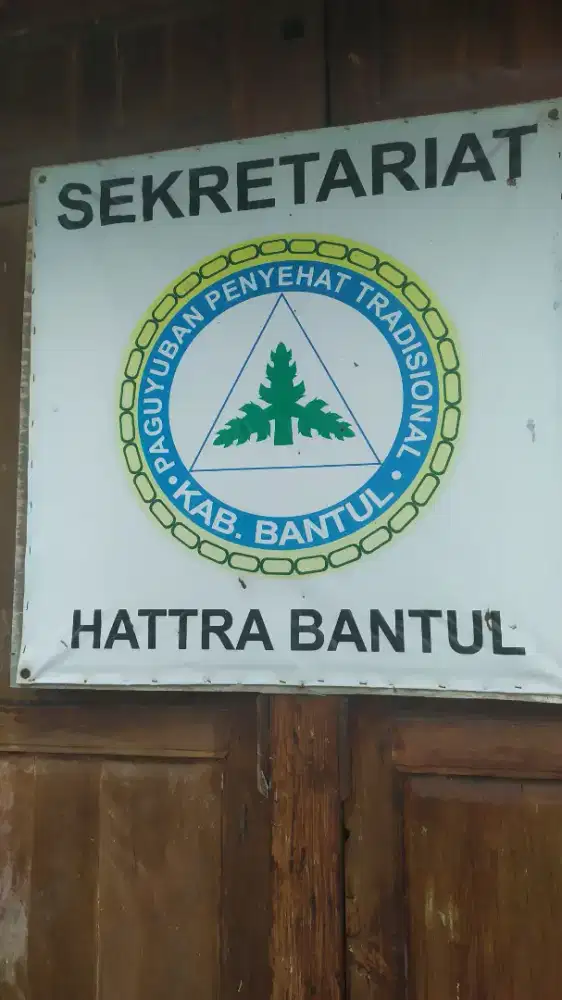 SEKRETARIAT
PAGUYUBAN PENYEHAT TRADISIONAL
• KAB. BANTUL •
HATTRA BANTUL